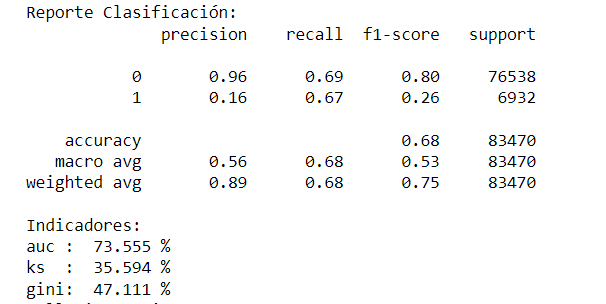 Reporte Clasificación:
precision recall f1-score support
0 0.96 0.69 0.80 76538
1 0.16 0.67 0.26 6932
accuracy 0.68 83470
macro avg 0.56 0.68 0.53 83470
weighted avg 0.89 0.68 0.75 83470
Indicadores:
auc : 73.555 %
ks : 35.594 %
gini: 47.111 %